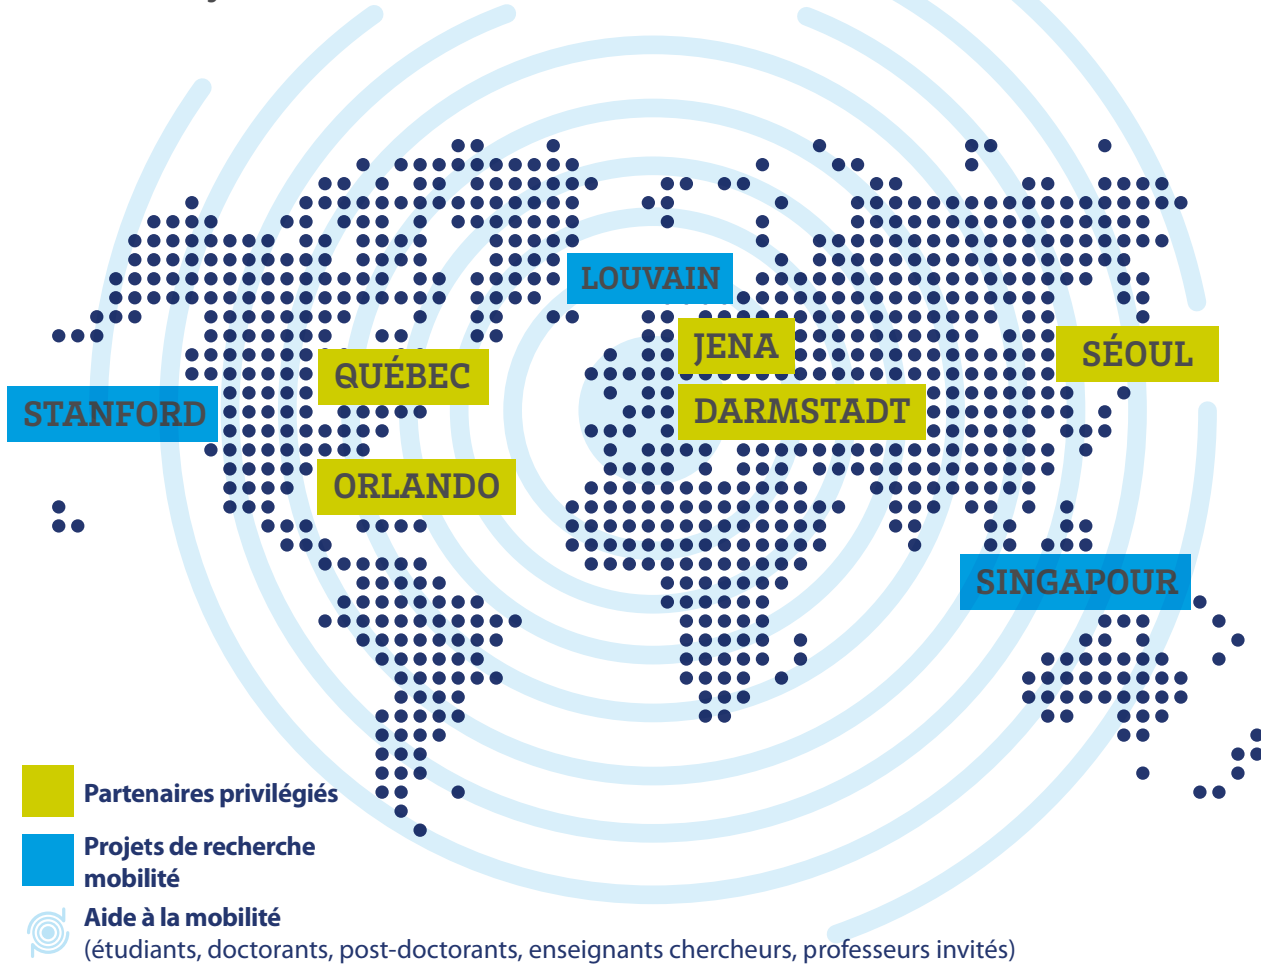 LOUVAIN
JENA
SÉOUL
QUÉBEC
STANFORD
DARMSTADT
ORLANDO
SINGAPOUR
Partenaires privilégiés
Projets de recherche
mobilité
Aide à la mobilité
(étudiants, doctorants, post-doctorants, enseignants chercheurs, professeurs invités)